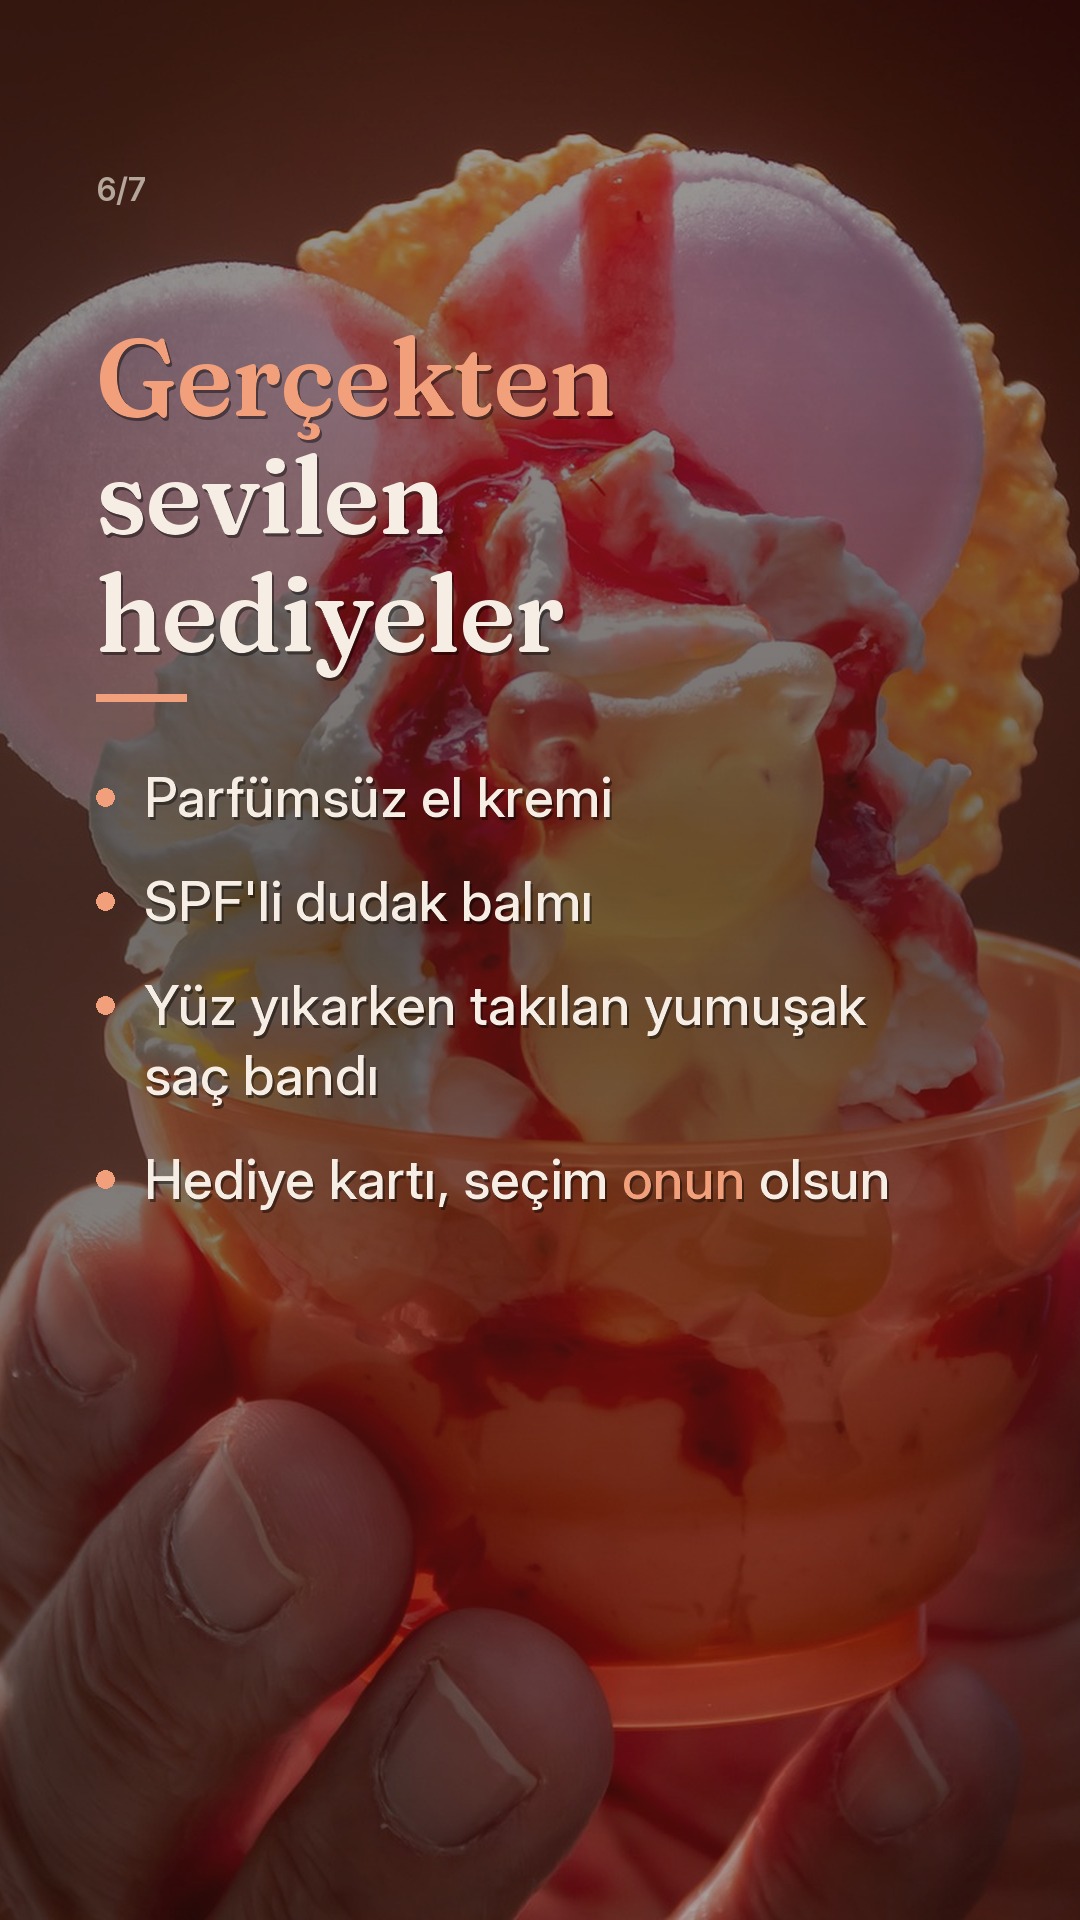 6/7
Gerçekten
sevilen
hediyeler
Parfümsüz el kremi
SPF'li dudak balmı
Yüz yıkarken takılan yumuşak
saç bandı
Hediye kartı, seçim onun olsun